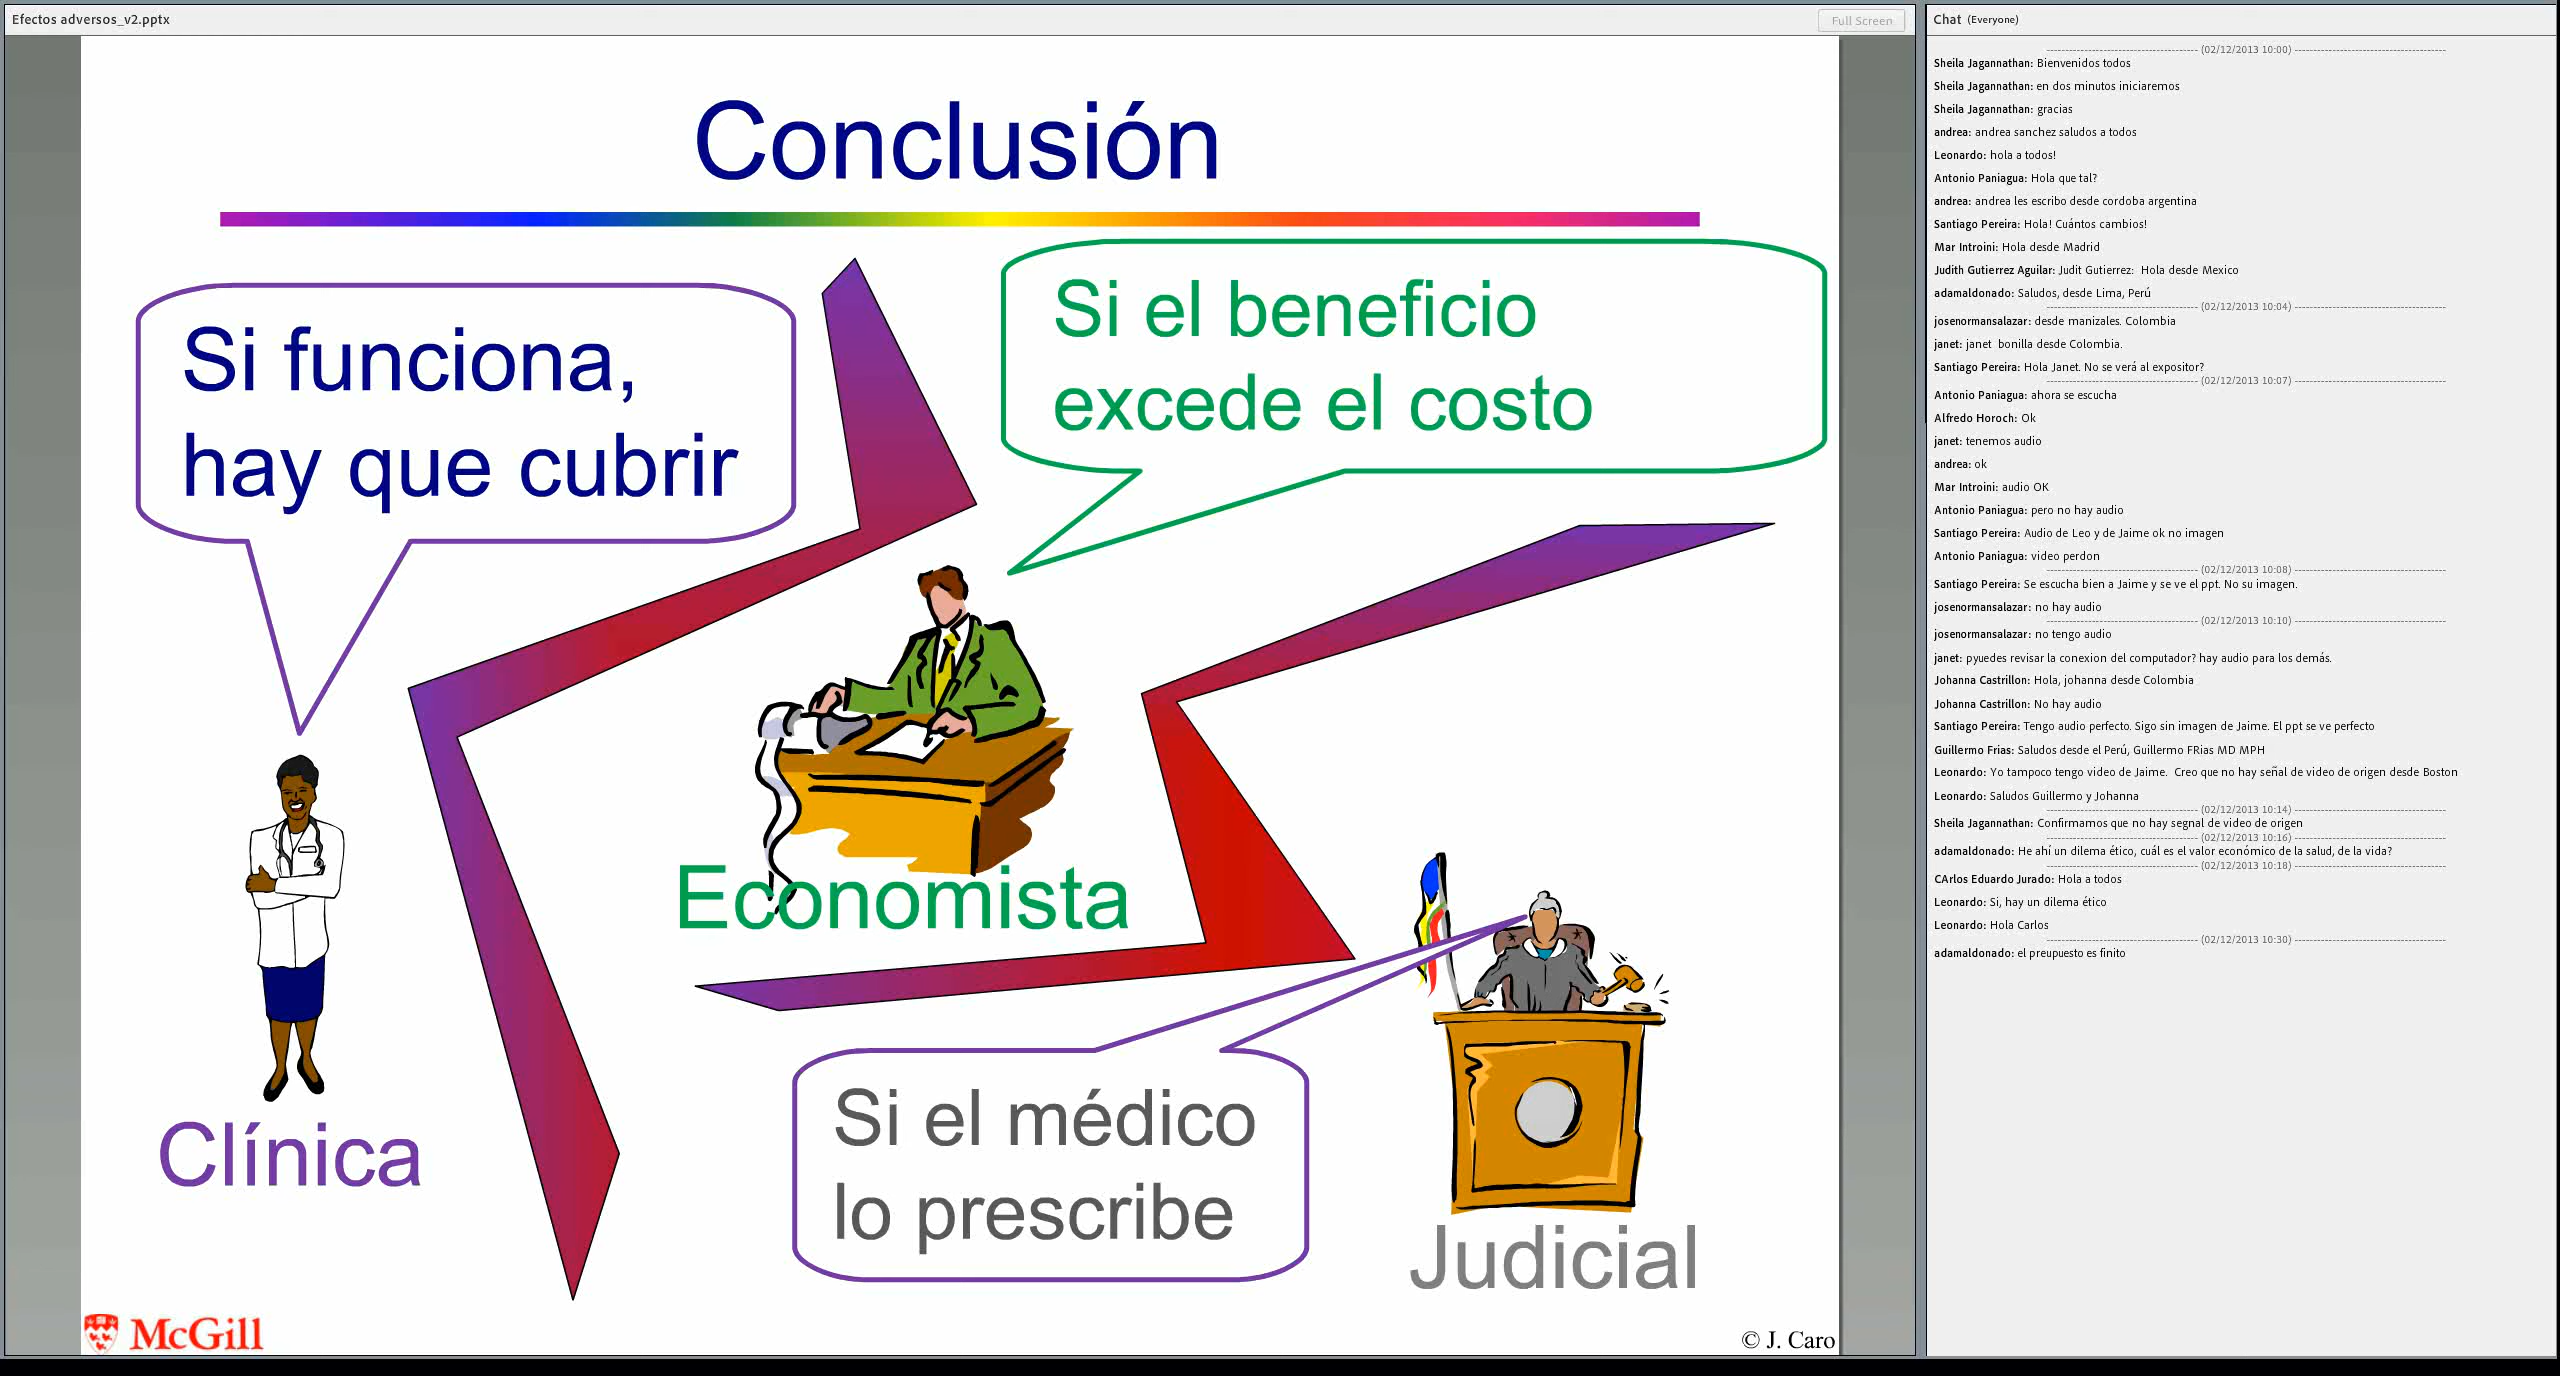 Efectos adversos_v2.pptx
Full Screen
Conclusión
Si funciona,
hay que cubrir
Si el beneficio
excede el costo
Economista
Clínica
Si el médico
lo prescribe
Judicial
McGill
© J. Caro
Chat (Everyone)
(02/12/2013 10:00)
Sheila Jagannathan: Bienvenidos todos
Sheila Jagannathan: en dos minutos iniciaremos
Sheila Jagannathan: gracias
andrea: andrea sanchez saludos a todos
Leonardo: hola a todos!
Antonio Paniagua: Hola que tal?
andrea: andrea les escribo desde cordoba argentina
Santiago Pereira: Hola! Cuántos cambios!
Mar Introini: Hola desde Madrid
Judith Gutierrez Aguilar: Judit Gutierrez: Hola desde Mexico
adamaldonado: Saludos, desde Lima, Perú
(02/12/2013 10:04)
josenormansalazar: desde manizales. Colombia
janet: janet bonilla desde Colombia.
Santiago Pereira: Hola Janet. No se verá al expositor?
(02/12/2013 10:07)
Antonio Paniagua: ahora se escucha
Alfredo Horoch: Ok
janet: tenemos audio
andrea: ok
Mar Introini: audio OK
Antonio Paniagua: pero no hay audio
Santiago Pereira: Audio de Leo y de Jaime ok no imagen
Antonio Paniagua: video perdon
(02/12/2013 10:08)
Santiago Pereira: Se escucha bien a Jaime y se ve el ppt. No su imagen.
josenormansalazar: no hay audio
(02/12/2013 10:10)
josenormansalazar: no tengo audio
janet: pyuedes revisar la conexion del computador? hay audio para los demás.
Johanna Castrillon: Hola, johanna desde Colombia
Johanna Castrillon: No hay audio
Santiago Pereira: Tengo audio perfecto. Sigo sin imagen de Jaime. El ppt se ve perfecto
Guillermo Frias: Saludos desde el Perú, Guillermo FRias MD MPH
Leonardo: Yo tampoco tengo video de Jaime. Creo que no hay señal de video de origen desde Boston
Leonardo: Saludos Guillermo y Johanna
(02/12/2013 10:14)
Sheila Jagannathan: Confirmamos que no hay segnal de video de origen
(02/12/2013 10:16)
adamaldonado: He ahí un dilema ético, cuál es el valor económico de la salud, de la vida?
(02/12/2013 10:18)
CArlos Eduardo Jurado: Hola a todos
Leonardo: Si, hay un dilema ético
Leonardo: Hola Carlos
(02/12/2013 10:30)
adamaldonado: el preupuesto es finito